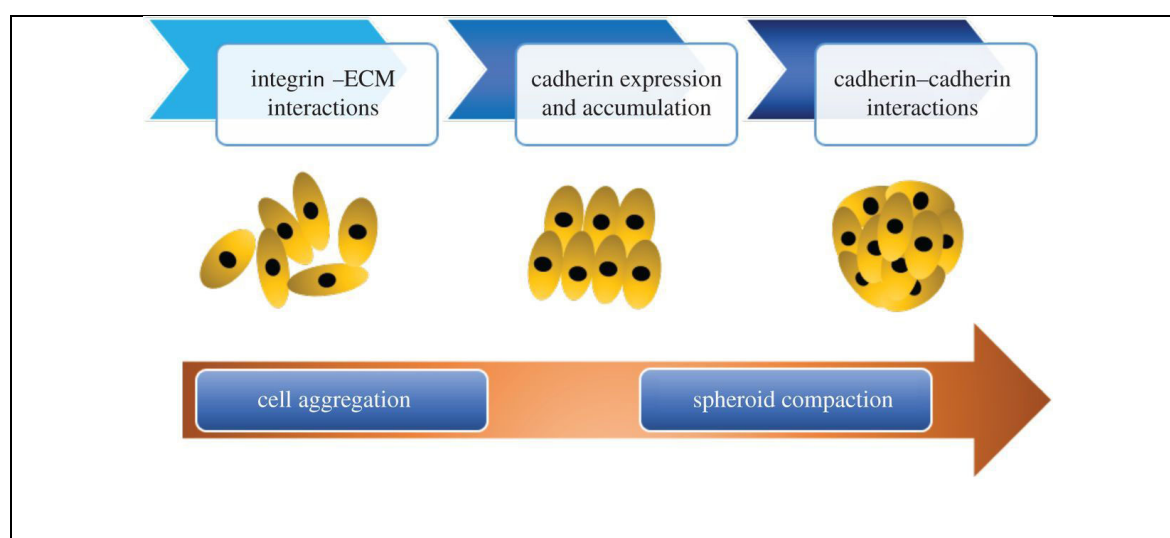 integrin –ECM
interactions
cadherin expression
and accumulation
cadherin–cadherin
interactions
cell aggregation
spheroid compaction